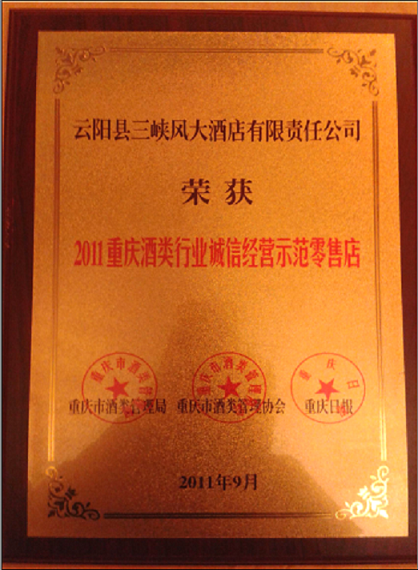 云阳县三峡风大酒店有限责任公司
荣获
2011重庆酒类行业诚信经营示范零售店
重庆市酒类管理局 重庆市酒类管理协会 重庆日报
2011年9月